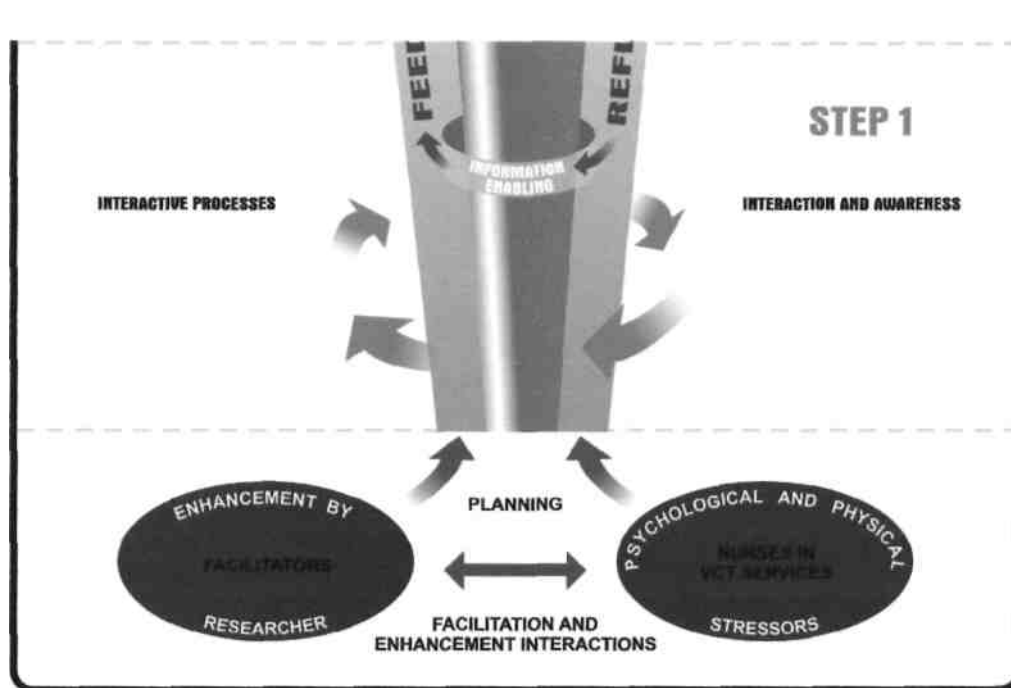 FEED
REFL
STEP 1
INFORMATION
ENABLING
INTERACTIVE PROCESSES
INTERACTION AND AWARENESS
ENHANCEMENT BY
FACILITATORS
RESEARCHER
PLANNING
FACILITATION AND
ENHANCEMENT INTERACTIONS
PSYCHOLOGICAL AND PHYSICAL
NURSES IN
VCT SERVICES
STRESSORS